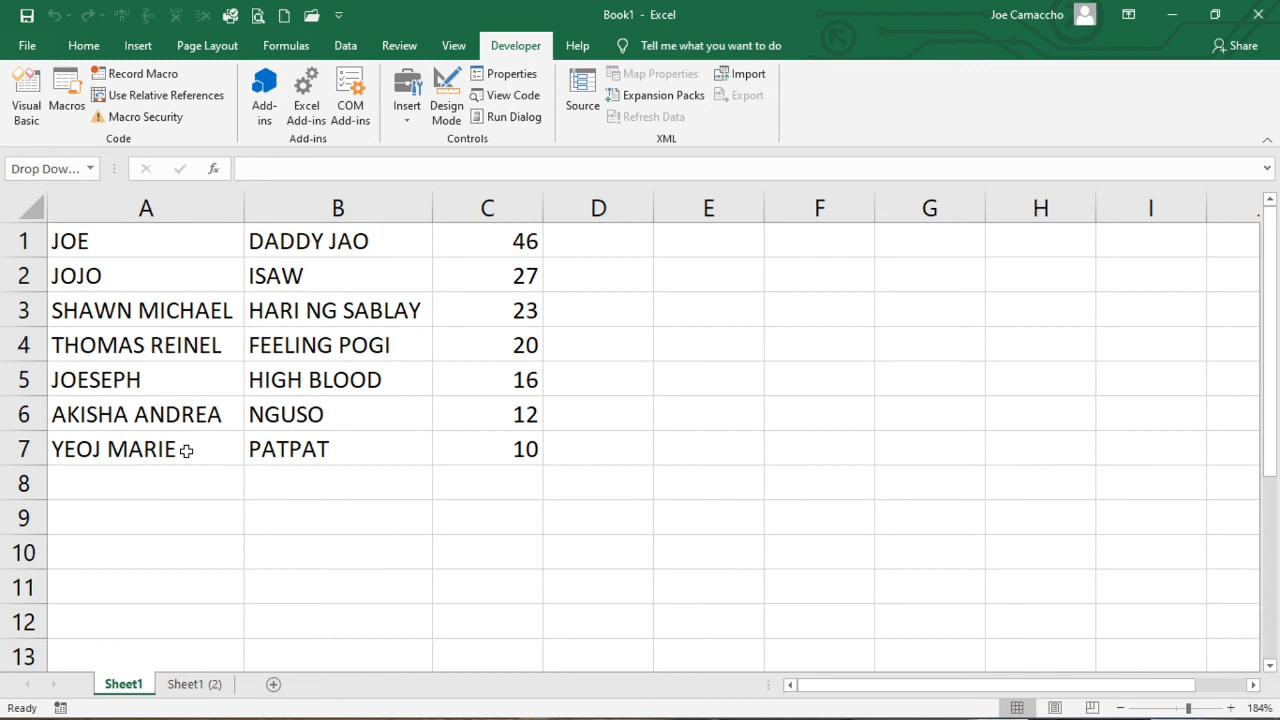 Book1 - Excel
Joe Camaccho
File Home Insert Page Layout Formulas Data Review View Developer Help Tell me what you want to do Share
Visual Basic
Macros
Record Macro
Use Relative References
Macro Security
Code
Add-ins
Excel Add-ins
COM Add-ins
Add-ins
Insert
Design Mode
Properties
View Code
Run Dialog
Controls
Source
Map Properties
Expansion Packs
Refresh Data
Import
Export
XML
Drop Dow... fx
A B C D E F G H I
1 JOE DADDY JAO 46
2 JOJO ISAW 27
3 SHAWN MICHAEL HARI NG SABLAY 23
4 THOMAS REINEL FEELING POGI 20
5 JOESEPH HIGH BLOOD 16
6 AKISHA ANDREA NGUSO 12
7 YEOJ MARIE PATPAT 10
8
9
10
11
12
13
Sheet1 Sheet1 (2)
Ready 184%